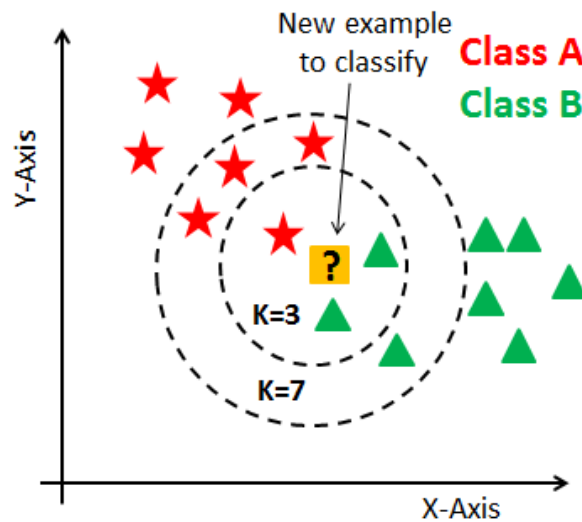 New example
to classify
Class A
Class B
Y-Axis
?
K=3
K=7
X-Axis